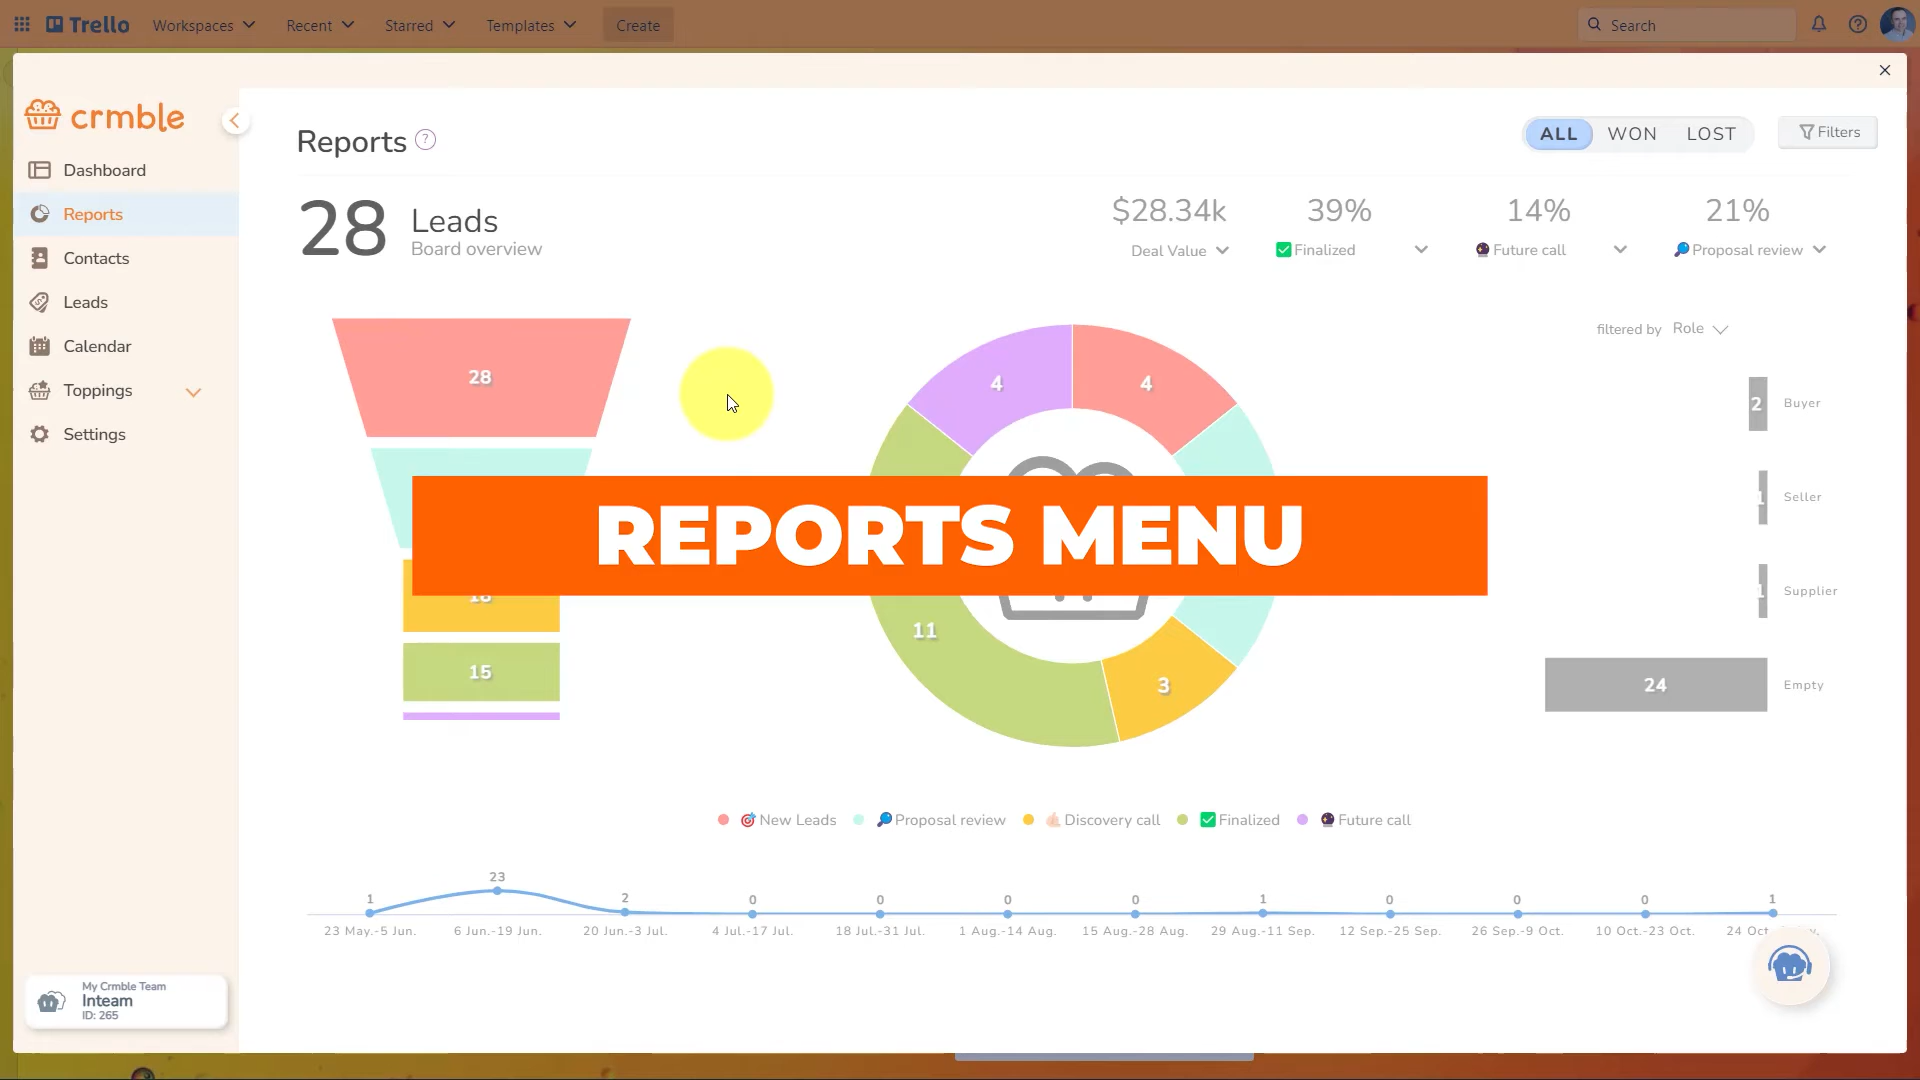 Trello
Workspaces
Recent
Starred
Templates
Create
Search
crmble
Dashboard
Reports
Contacts
Leads
Calendar
Toppings
Settings
My Crmble Team
Inteam
ID: 265
Reports ?
ALL WON LOST
Filters
28
Leads
Board overview
$28.34k
Deal Value
39%
Finalized
14%
Future call
21%
Proposal review
28
15
4
4
11
3
REPORTS MENU
filtered by Role
2 Buyer
1 Seller
1 Supplier
24 Empty
New Leads Proposal review Discovery call Finalized Future call
1 23 2 0 0 0 0 1 0 0 0 1
23 May.-5 Jun. 6 Jun.-19 Jun. 20 Jun.-3 Jul. 4 Jul.-17 Jul. 18 Jul.-31 Jul. 1 Aug.-14 Aug. 15 Aug.-28 Aug. 29 Aug.-11 Sep. 12 Sep.-25 Sep. 26 Sep.-9 Oct. 10 Oct.-23 Oct. 24 Oct